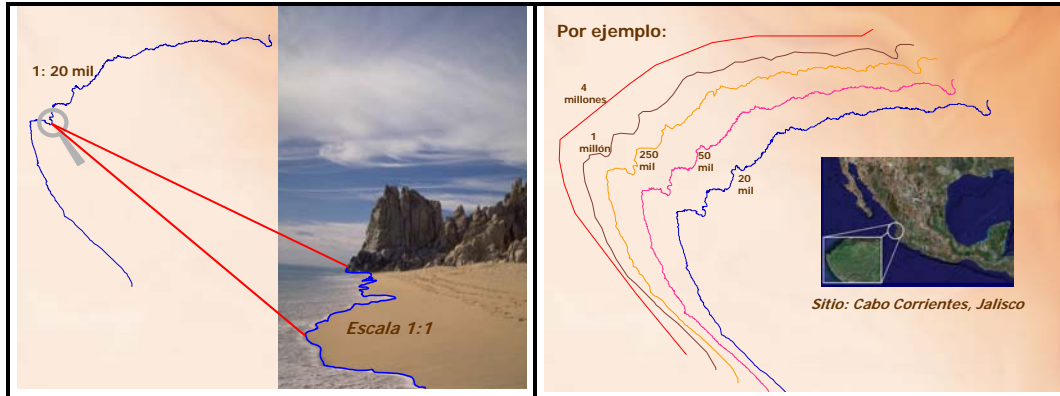 1: 20 mil
Escala 1:1
Por ejemplo:
4
millones
1
millón
250
mil
50
mil
20
mil
Sitio: Cabo Corrientes, Jalisco